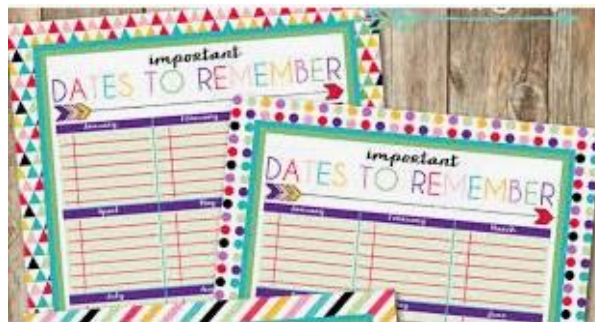 important
DATES TO REMEMBER
January February
April May
July
important
DATES TO REMEMBER
January February March
June